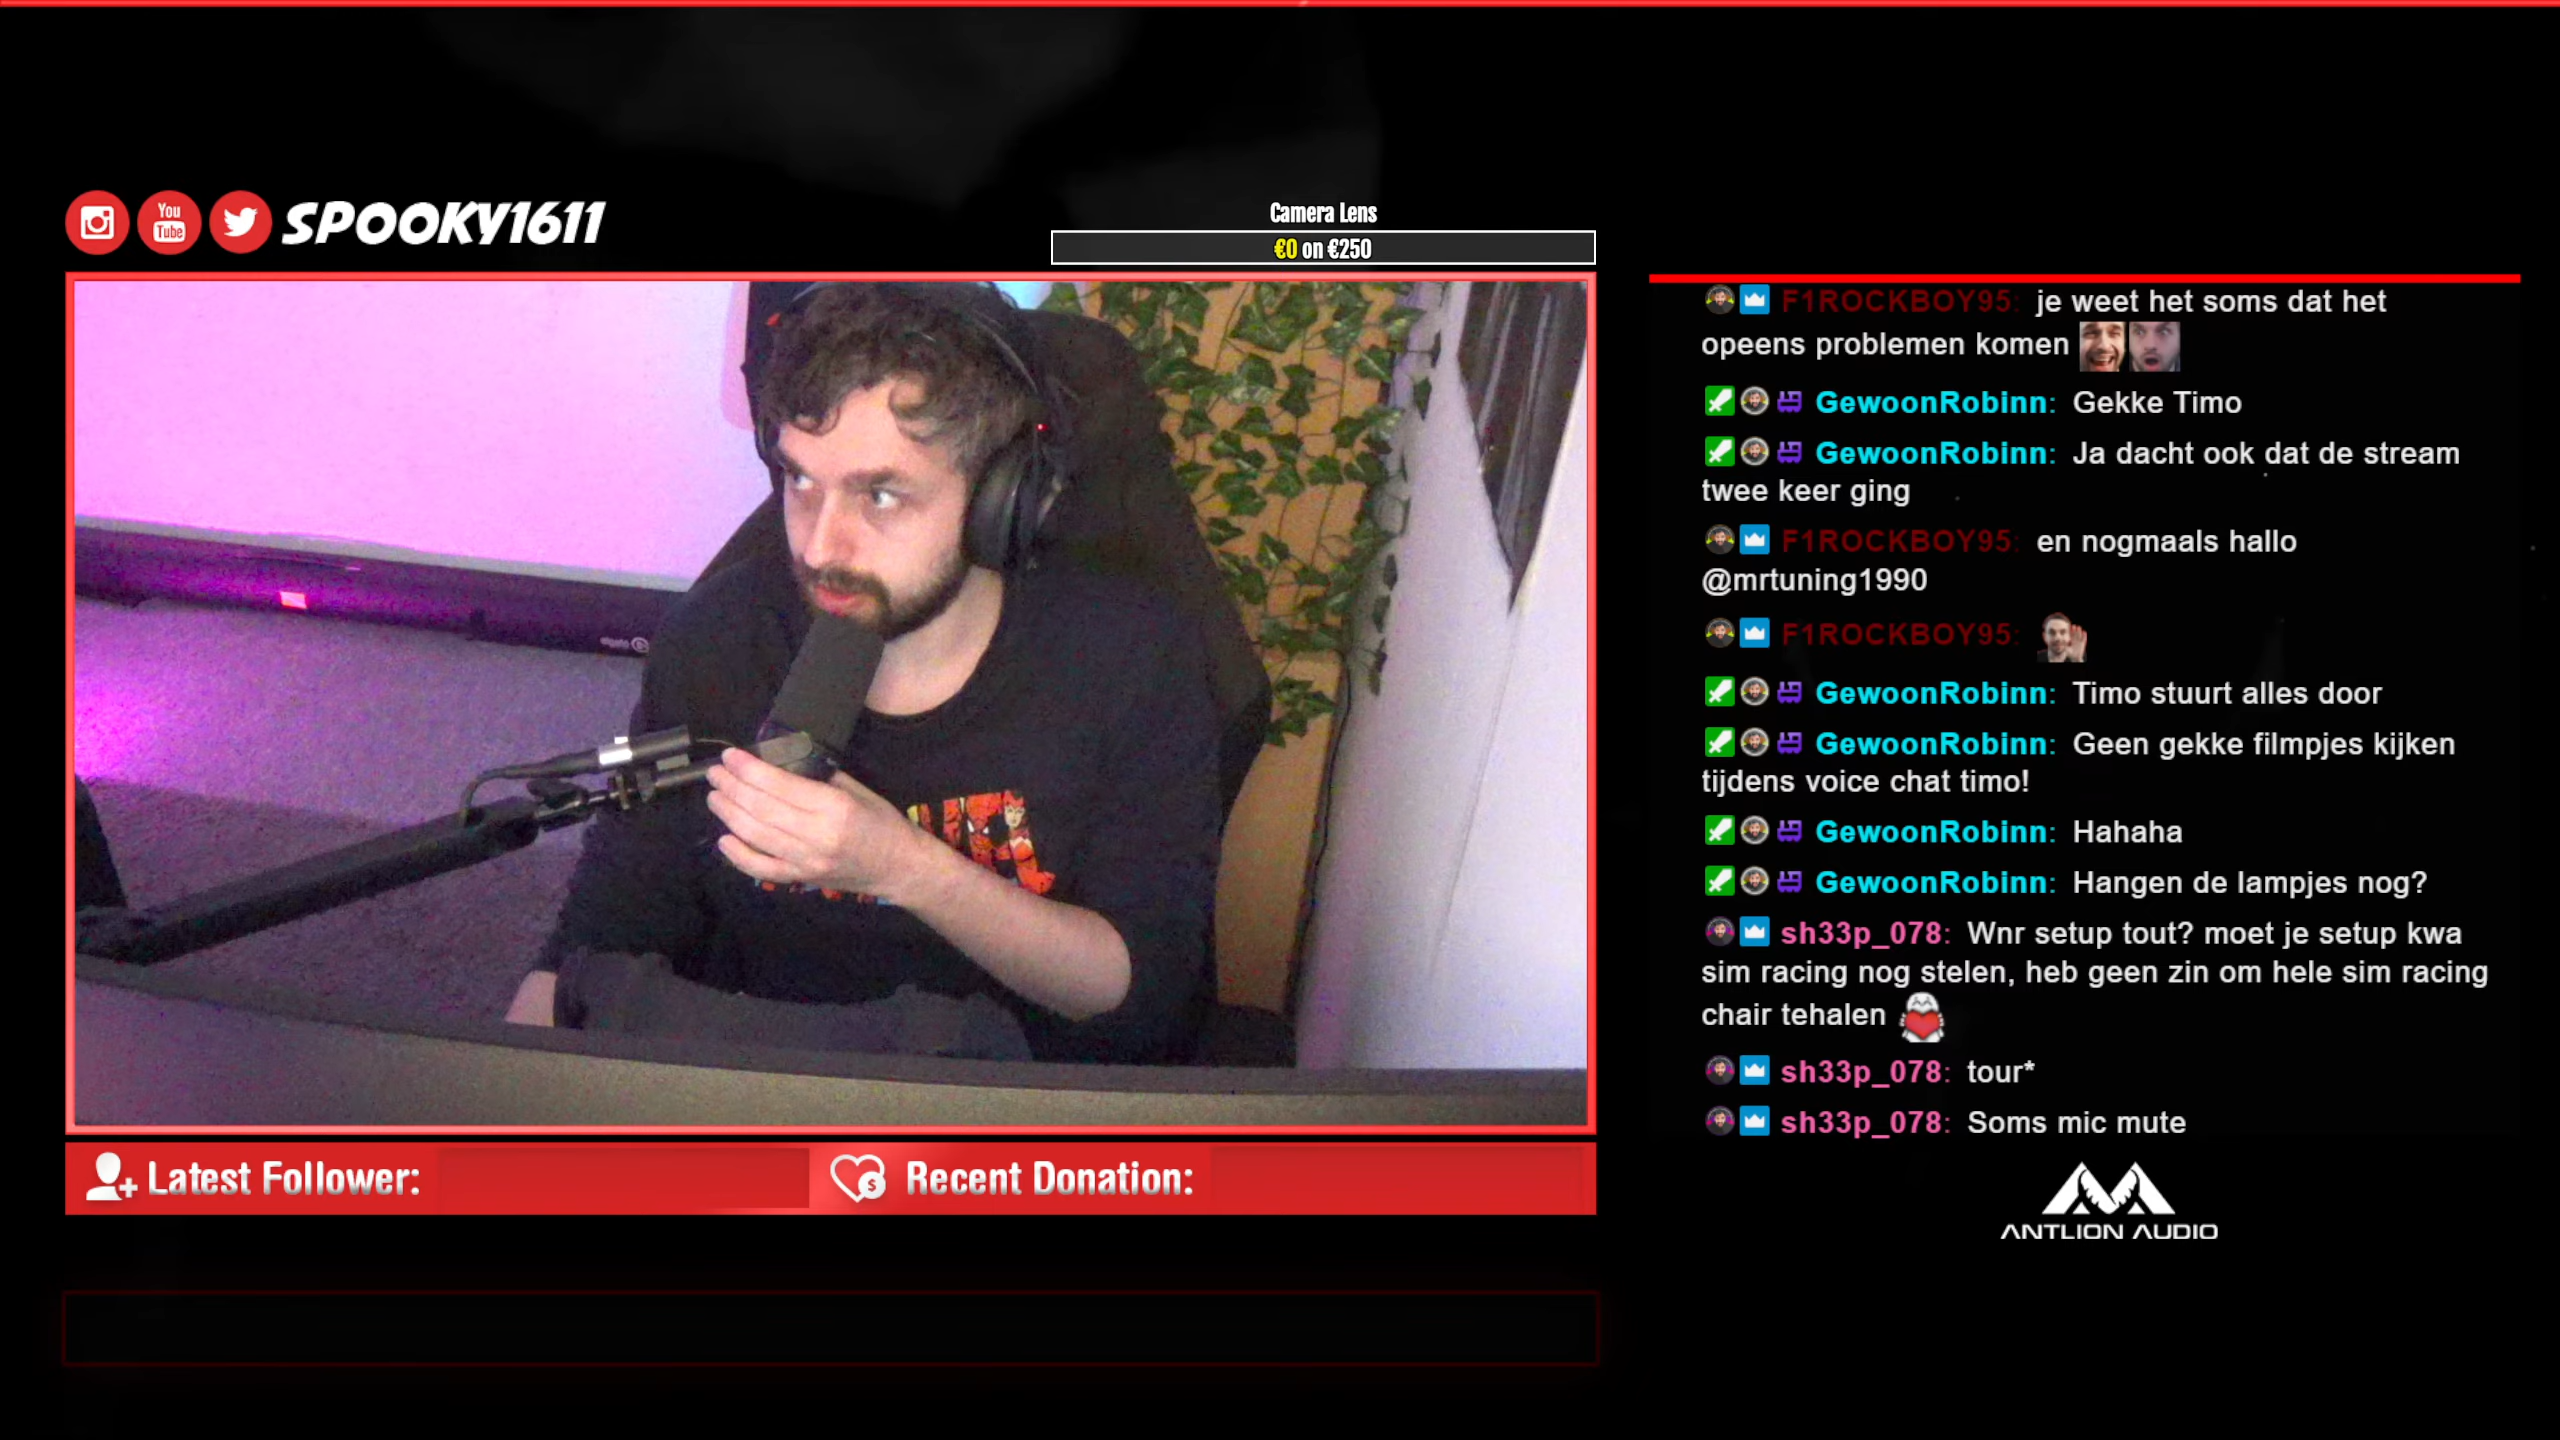 SPOOKY1611
You
Tube
Camera Lens
€0 on €250
F1ROCKBOY95: je weet het soms dat het
opeens problemen komen
GewoonRobinn: Gekke Timo
GewoonRobinn: Ja dacht ook dat de stream
twee keer ging
F1ROCKBOY95: en nogmaals hallo
@mrtuning1990
F1ROCKBOY95:
GewoonRobinn: Timo stuurt alles door
GewoonRobinn: Geen gekke filmpjes kijken
tijdens voice chat timo!
GewoonRobinn: Hahaha
GewoonRobinn: Hangen de lampjes nog?
sh33p_078: Wnr setup tout? moet je setup kwa
sim racing nog stelen, heb geen zin om hele sim racing
chair tehalen
sh33p_078: tour*
sh33p_078: Soms mic mute
elgato
Latest Follower:
Recent Donation:
ANTLION AUDIO